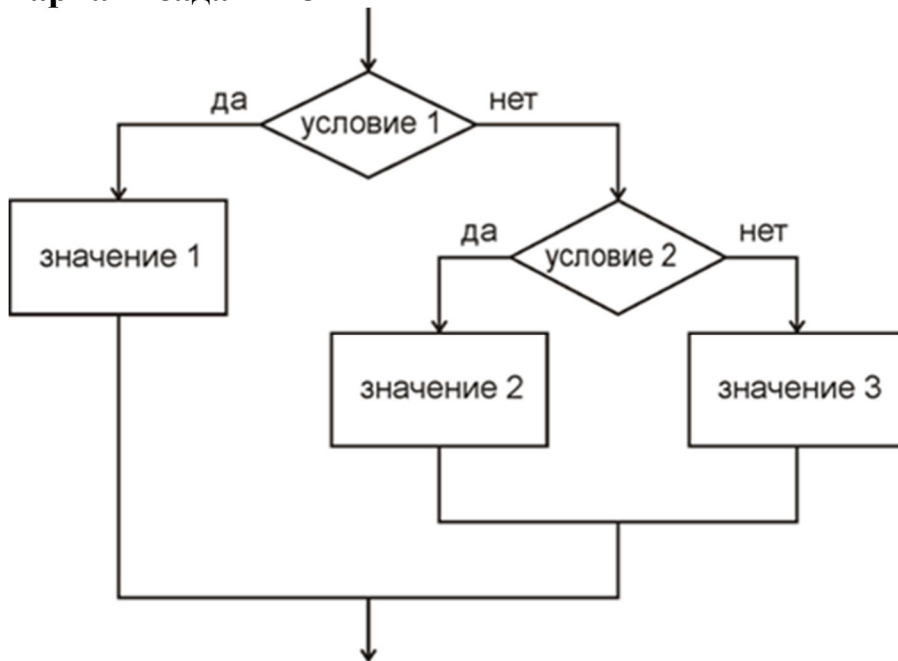 да
нет
условие 1
значение 1
да
нет
условие 2
значение 2
значение 3